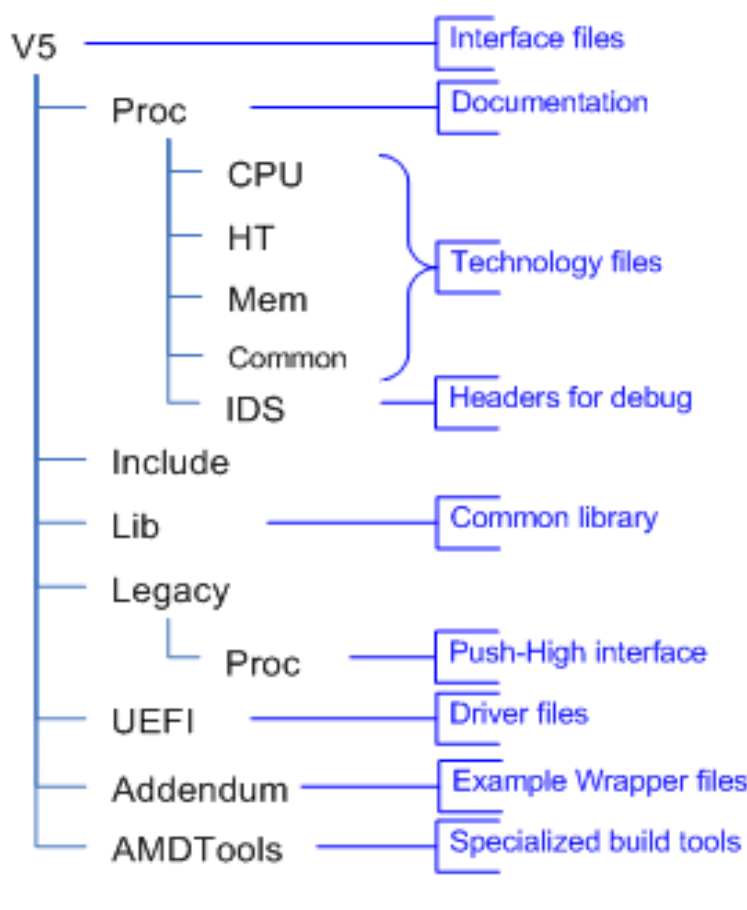 V5 Interface files
Proc Documentation
CPU
HT
Technology files
Mem
Common
IDS Headers for debug
Include
Lib Common library
Legacy
Proc Push-High interface
UEFI Driver files
Addendum Example Wrapper files
AMDTools Specialized build tools